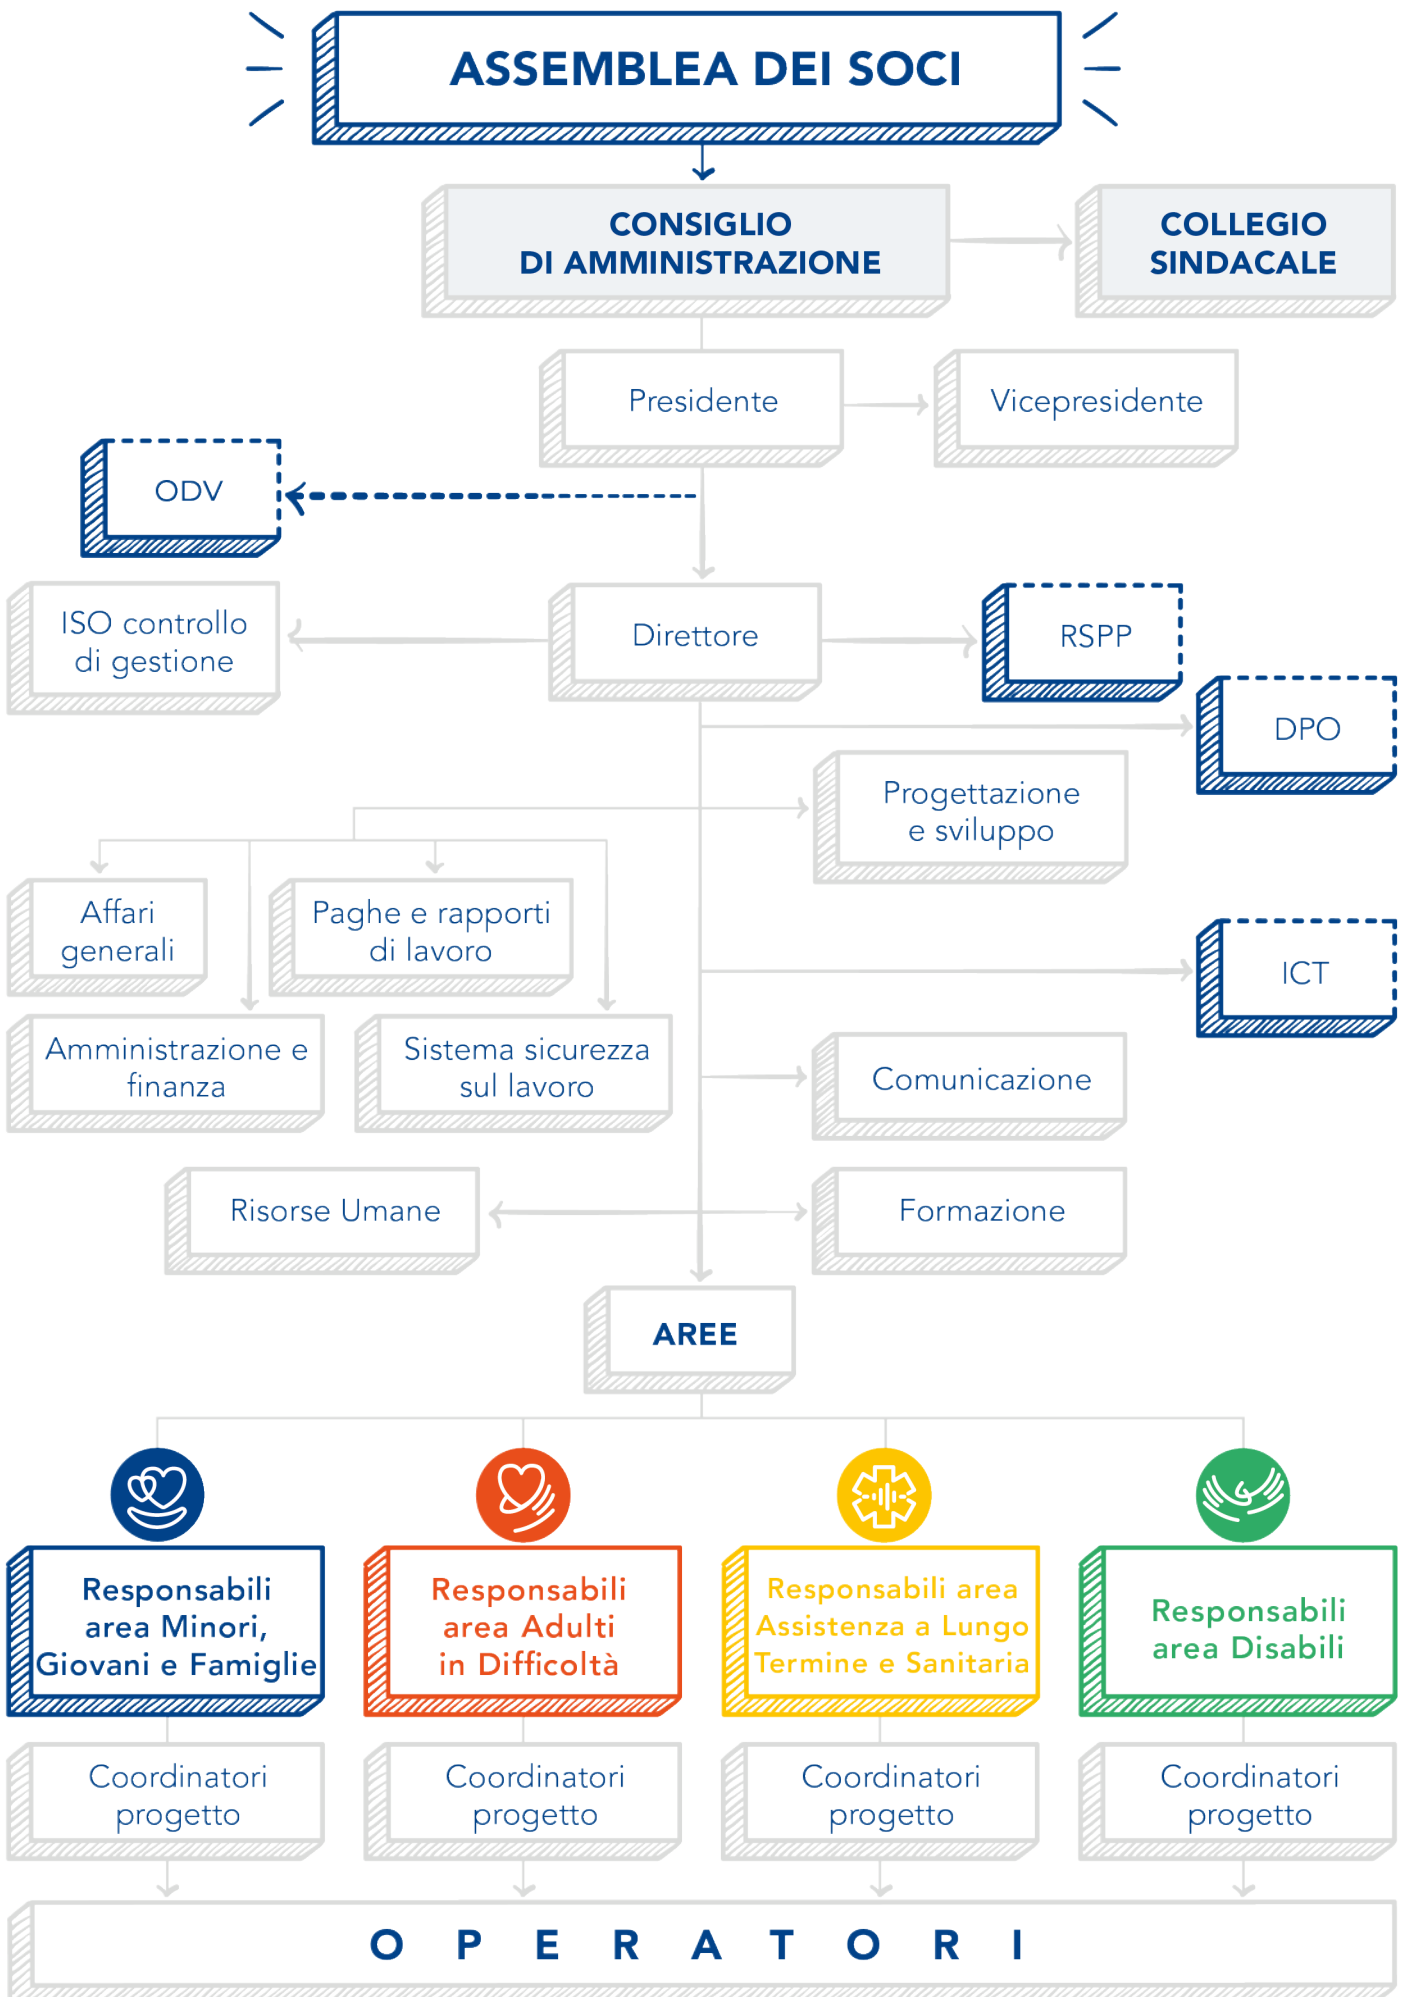 ASSEMBLEA DEI SOCI
CONSIGLIO
DI AMMINISTRAZIONE
COLLEGIO
SINDACALE
Presidente
Vicepresidente
ODV
ISO controllo
di gestione
Direttore
RSPP
DPO
Progettazione
e sviluppo
Affari
generali
Paghe e rapporti
di lavoro
ICT
Amministrazione e
finanza
Sistema sicurezza
sul lavoro
Comunicazione
Risorse Umane
Formazione
AREE
Responsabili
area Minori,
Giovani e Famiglie
Responsabili
area Adulti
in Difficoltà
Responsabili area
Assistenza a Lungo
Termine e Sanitaria
Responsabili
area Disabili
Coordinatori
progetto
Coordinatori
progetto
Coordinatori
progetto
Coordinatori
progetto
OPERATORI